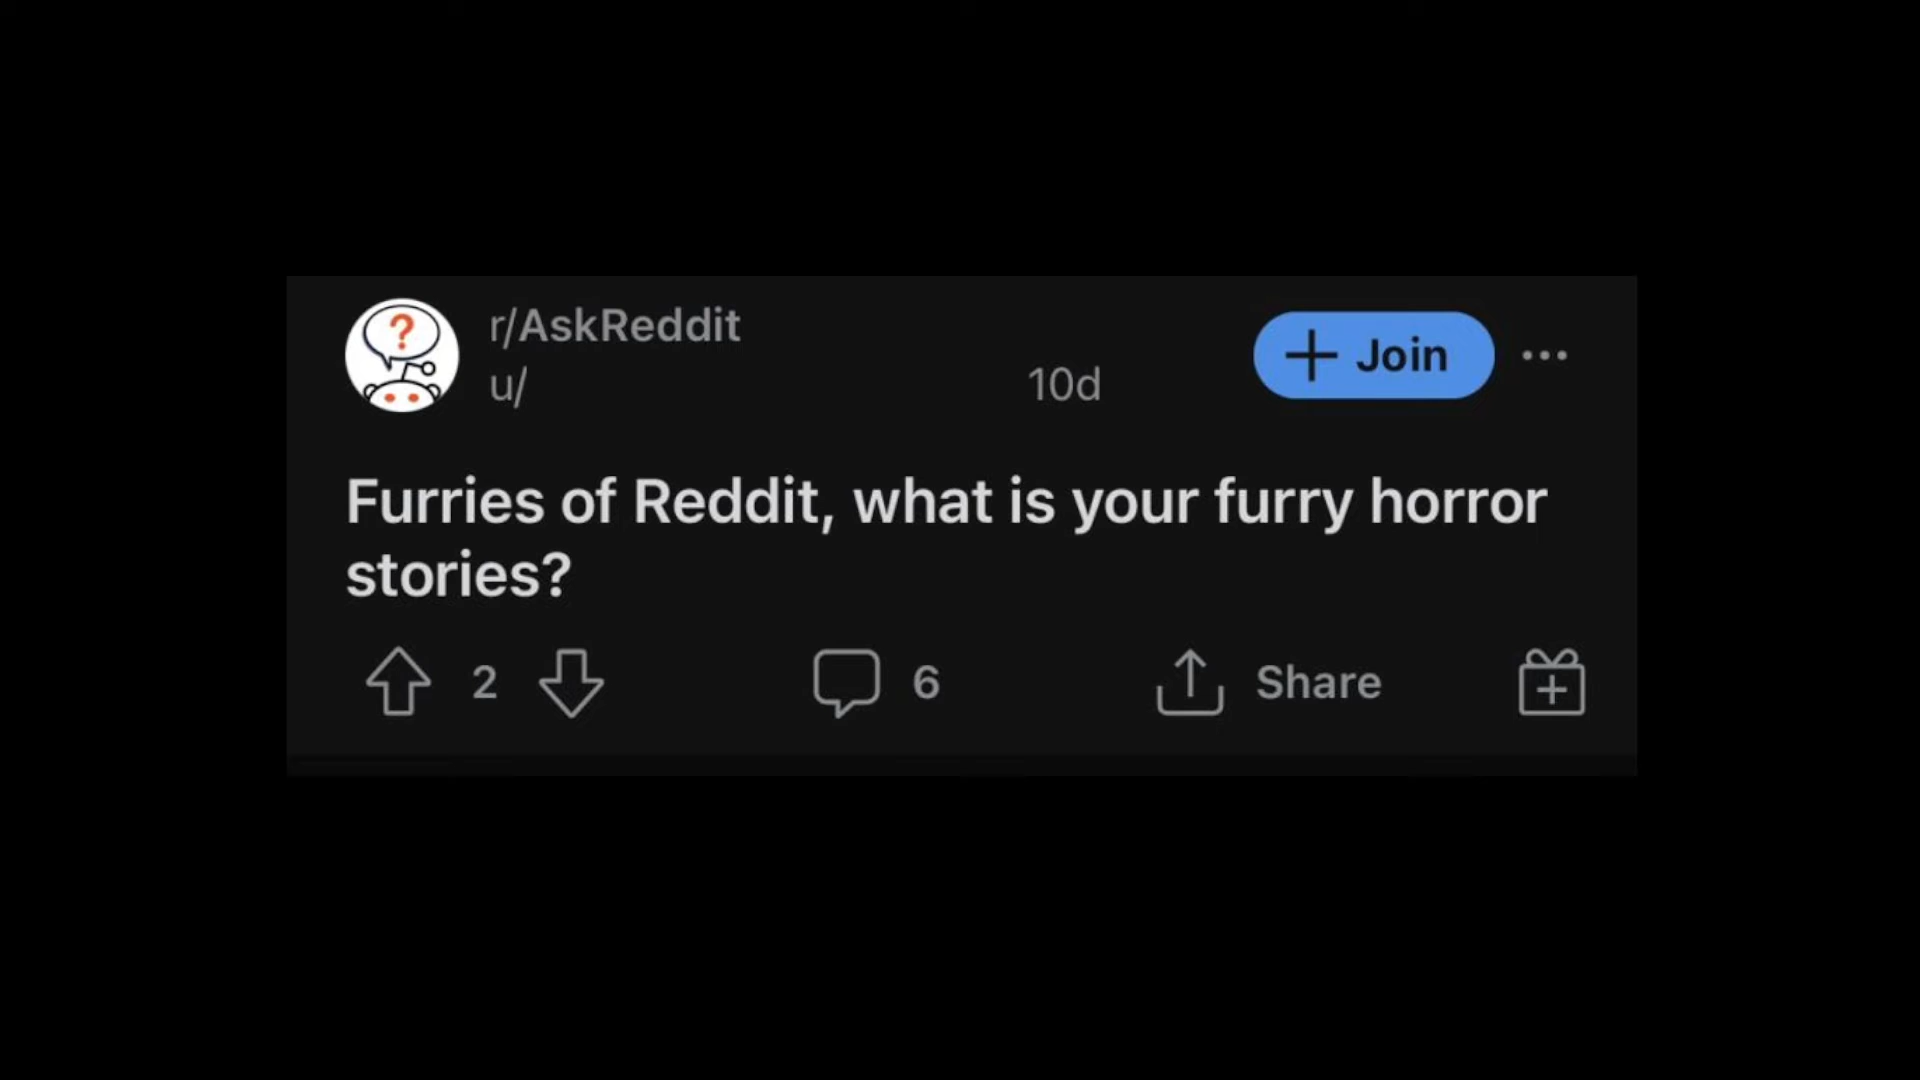 r/AskReddit
u/ 10d
+ Join
Furries of Reddit, what is your furry horror
stories?
2 6 Share